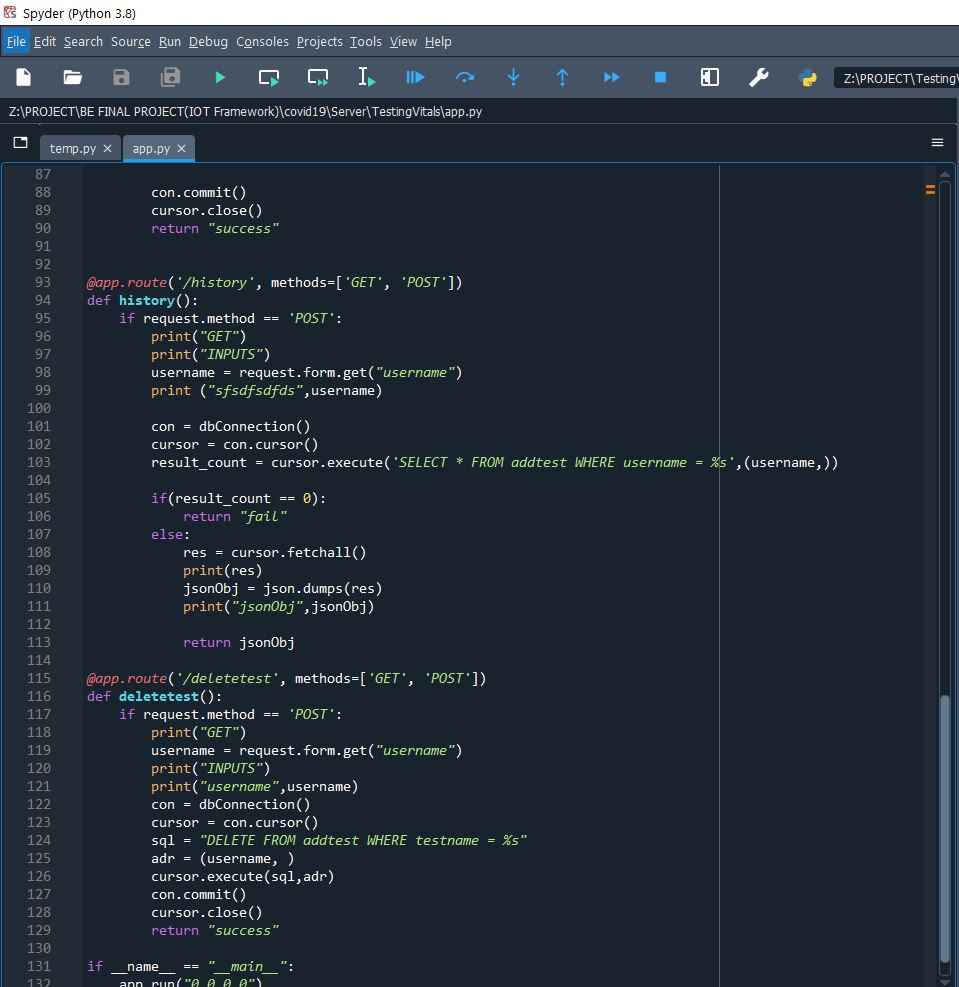 Spyder (Python 3.8)
File Edit Search Source Run Debug Consoles Projects Tools View Help
Z:\PROJECT\Testing
Z:\PROJECT\BE FINAL PROJECT(IOT Framework)\covid19\Server\TestingVitals\app.py
temp.py app.py
87
88 con.commit()
89 cursor.close()
90 return "success"
91
92
93 @app.route('/history', methods=['GET', 'POST'])
94 def history():
95 if request.method == 'POST':
96 print("GET")
97 print("INPUTS")
98 username = request.form.get("username")
99 print ("sfsdfsdfds",username)
100
101 con = dbConnection()
102 cursor = con.cursor()
103 result_count = cursor.execute('SELECT * FROM addtest WHERE username = %s',(username,))
104
105 if(result_count == 0):
106 return "fail"
107 else:
108 res = cursor.fetchall()
109 print(res)
110 jsonObj = json.dumps(res)
111 print("jsonObj",jsonObj)
112
113 return jsonObj
114
115 @app.route('/deletetest', methods=['GET', 'POST'])
116 def deletetest():
117 if request.method == 'POST':
118 print("GET")
119 username = request.form.get("username")
120 print("INPUTS")
121 print("username",username)
122 con = dbConnection()
123 cursor = con.cursor()
124 sql = "DELETE FROM addtest WHERE testname = %s"
125 adr = (username, )
126 cursor.execute(sql,adr)
127 con.commit()
128 cursor.close()
129 return "success"
130
131 if __name__ == "__main__":
132 app.run("0.0.0.0")